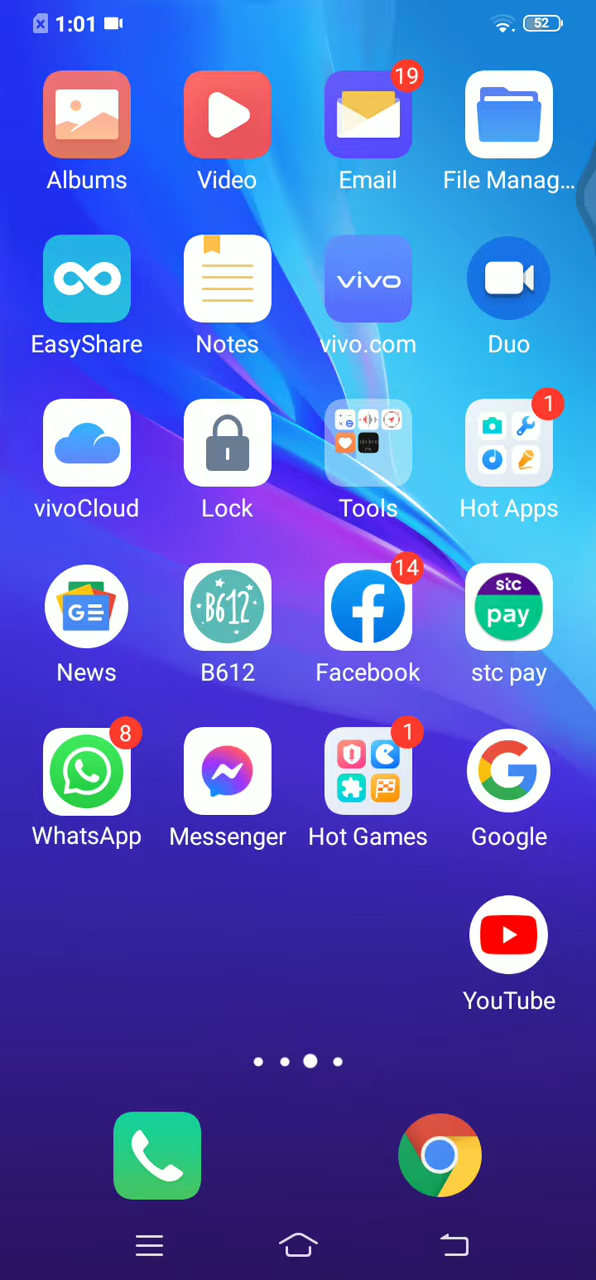 1:01 52
19
Albums Video Email File Manag...
vivo
EasyShare Notes vivo.com Duo
1
vivoCloud Lock Tools Hot Apps
14
GE B612 f stc pay
News B612 Facebook stc pay
8 1
G
WhatsApp Messenger Hot Games Google
YouTube